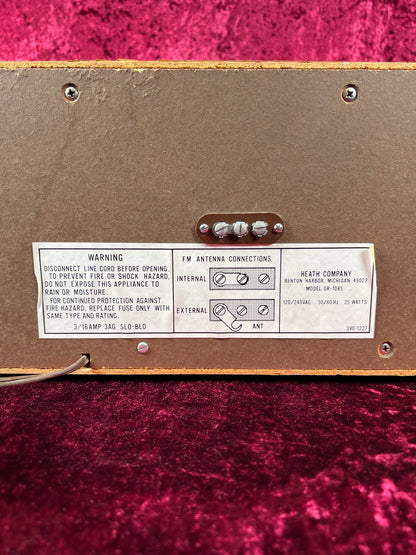 WARNING
DISCONNECT LINE CORD BEFORE OPENING,
TO PREVENT FIRE OR SHOCK HAZARD,
DO NOT EXPOSE THIS APPLIANCE TO
RAIN OR MOISTURE.
FOR CONTINUED PROTECTION AGAINST
FIRE HAZARD, REPLACE FUSE ONLY WITH
SAME TYPE AND RATING.
3/16AMP 3AG SLO-BLO
FM ANTENNA CONNECTIONS
INTERNAL
EXTERNAL
ANT
HEATH COMPANY
BENTON HARBOR, MICHIGAN 49022
MODEL GR-1085
120/240VAC 50/60Hz 25 WATTS
390-1227